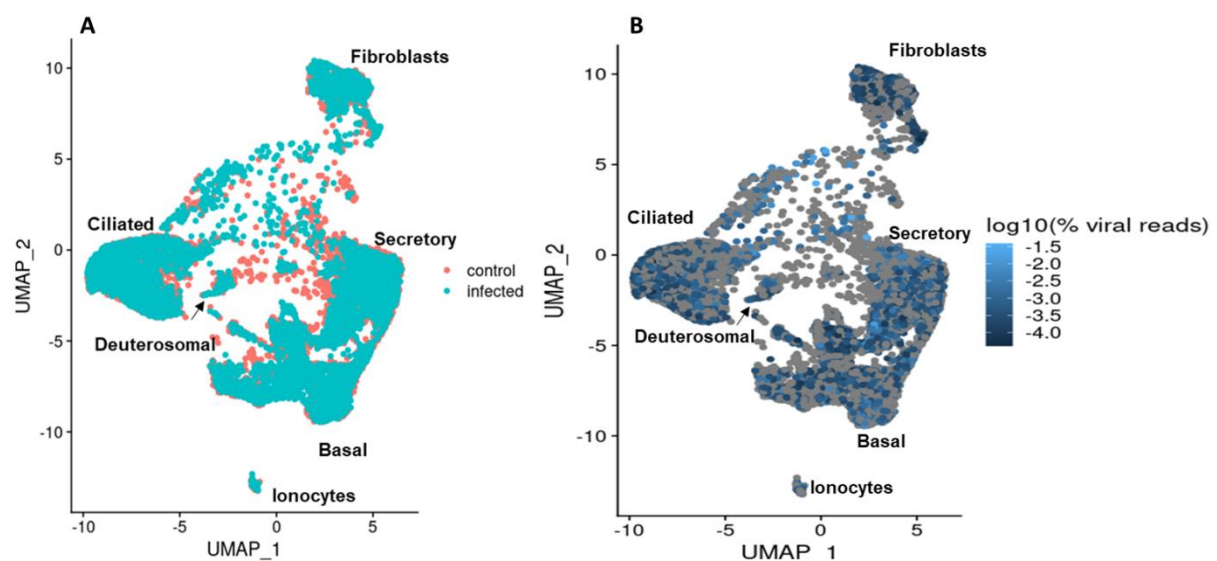 A
Fibroblasts
10
5
Ciliated
0
Secretory
control
infected
UMAP_2
-5
Deuterosomal
-10
Basal
Ionocytes
-10
-5
0
5
UMAP_1
B
Fibroblasts
10
5
Ciliated
Secretory
0
UMAP_2
Deuterosomal
-5
-10
Basal
Ionocytes
-10
-5
0
5
UMAP_1
log10(% viral reads)
-1.5
-2.0
-2.5
-3.0
-3.5
-4.0